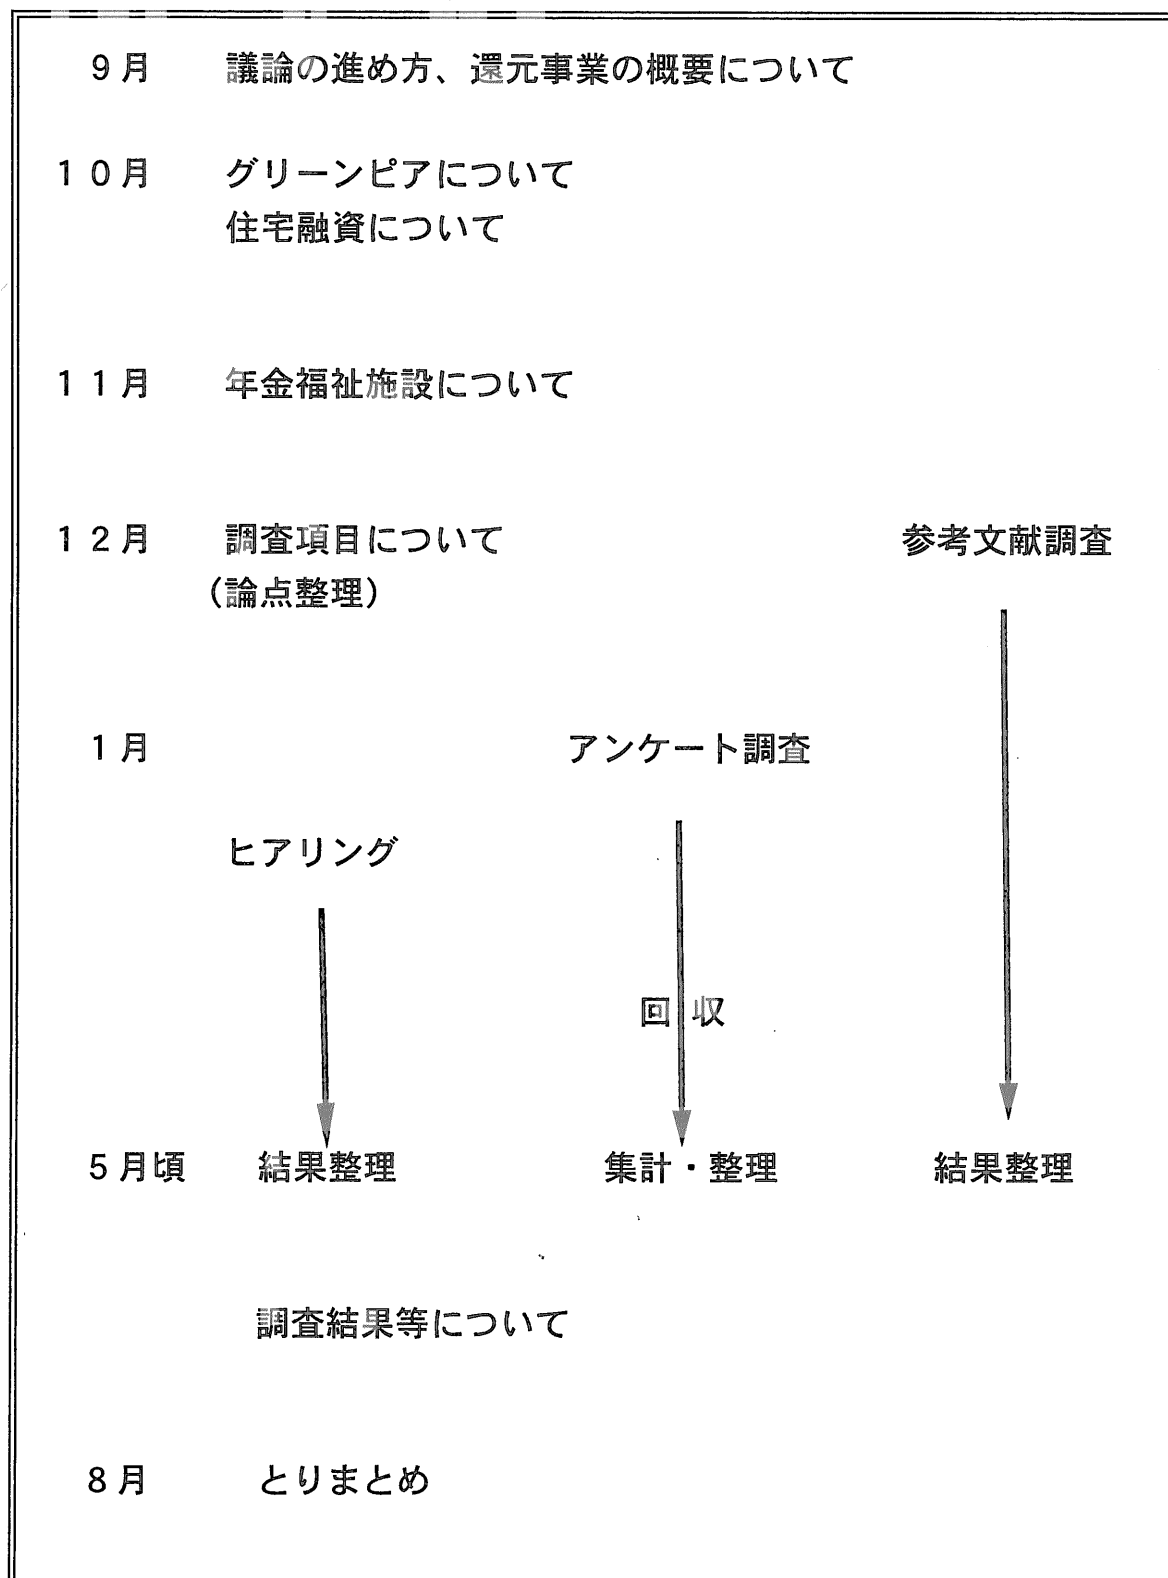 9月 議論の進め方、還元事業の概要について
10月 グリーンピアについて
住宅融資について
11月 年金福祉施設について
12月 調査項目について 参考文献調査
(論点整理)
1月 アンケート調査
ヒアリング
回収
5月頃 結果整理 集計・整理 結果整理
調査結果等について
8月 とりまとめ